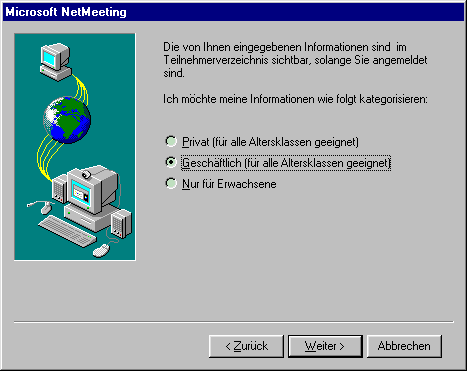 Microsoft NetMeeting
Die von Ihnen eingegebenen Informationen sind im
Teilnehmerverzeichnis sichtbar, solange Sie angemeldet
sind.
Ich möchte meine Informationen wie folgt kategorisieren:
Privat (für alle Altersklassen geeignet)
Geschäftlich (für alle Altersklassen geeignet)
Nur für Erwachsene
< Zurück
Weiter >
Abbrechen